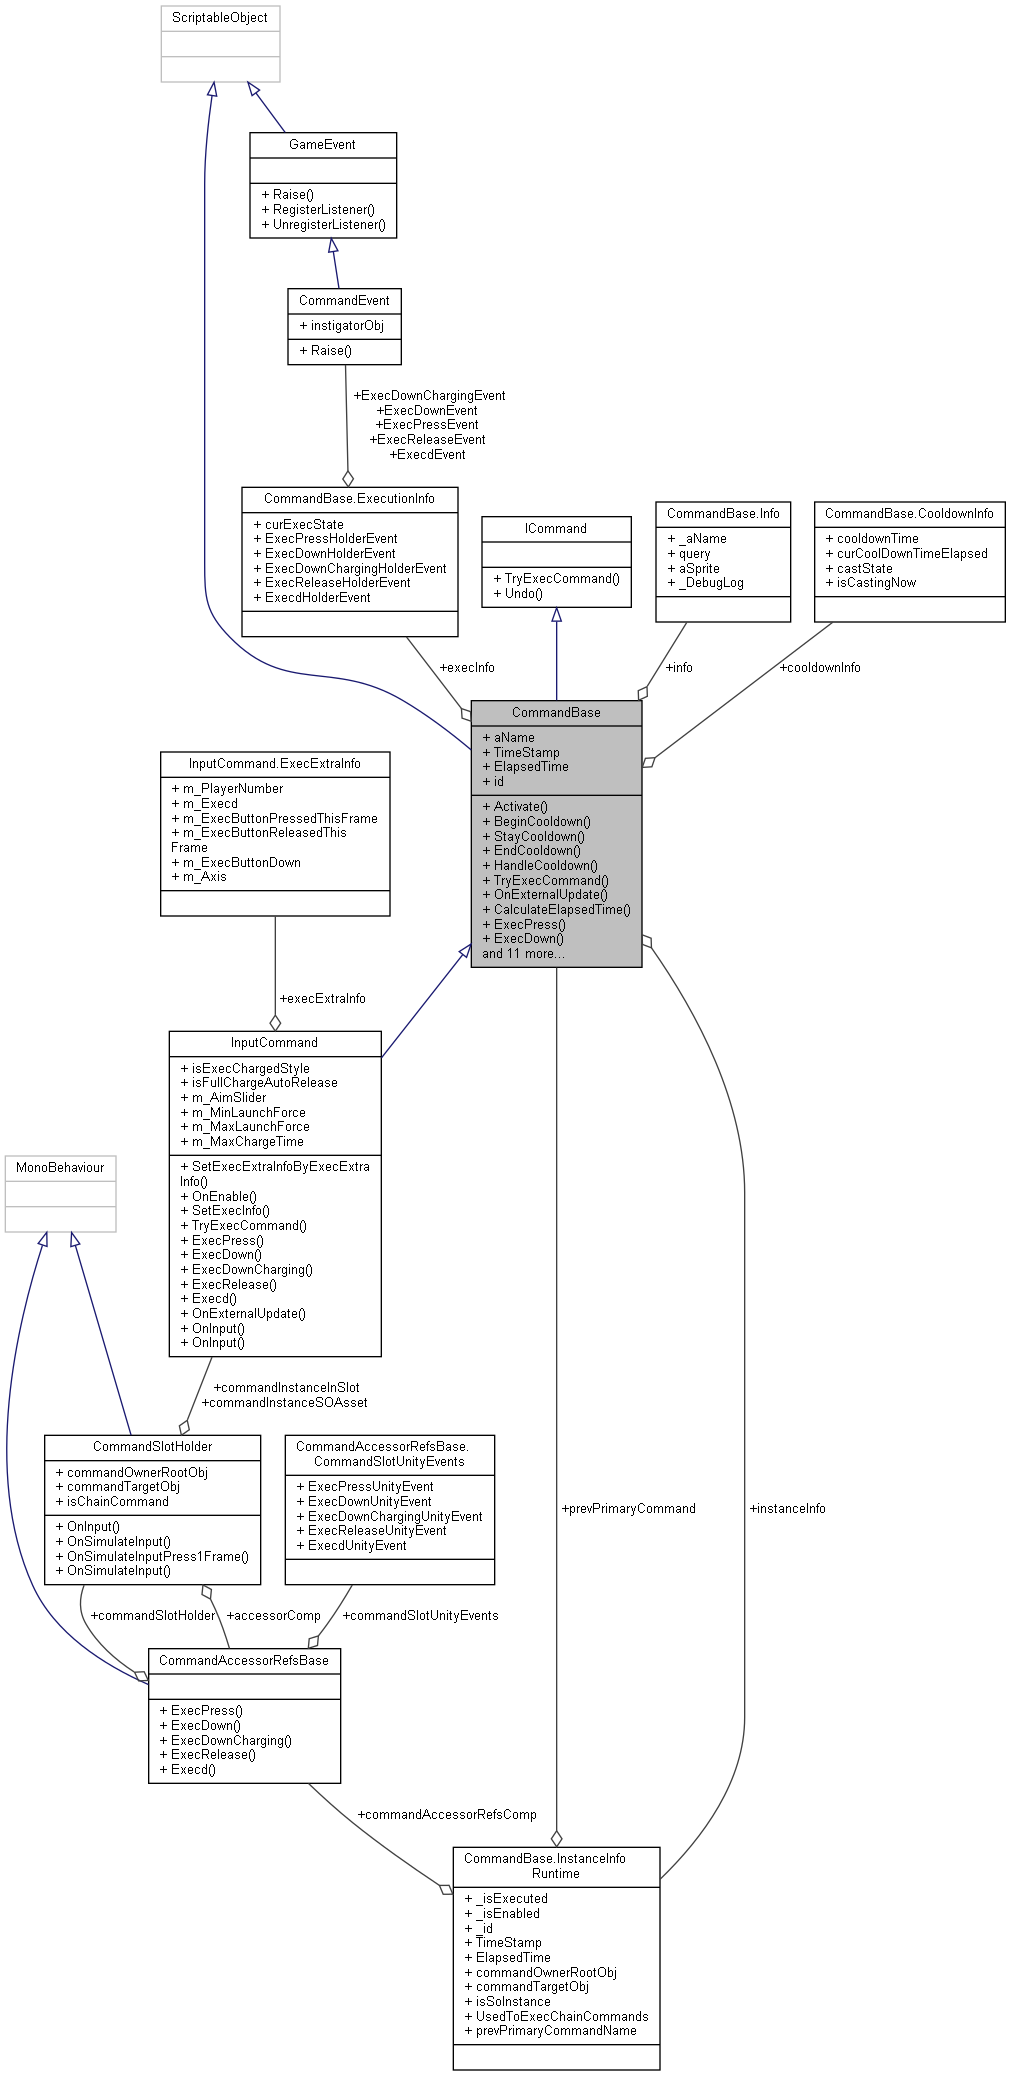 ScriptableObject
GameEvent
+ Raise()
+ RegisterListener()
+ UnregisterListener()
CommandEvent
+ instigatorObj
+ Raise()
+ExecDownChargingEvent
+ExecDownEvent
+ExecPressEvent
+ExecReleaseEvent
+ExecdEvent
CommandBase.ExecutionInfo
+ curExecState
+ ExecPressHolderEvent
+ ExecDownHolderEvent
+ ExecDownChargingHolderEvent
+ ExecReleaseHolderEvent
+ ExecdHolderEvent
ICommand
+ TryExecCommand()
+ Undo()
CommandBase.Info
+ _aName
+ query
+ aSprite
+ _DebugLog
CommandBase.CooldownInfo
+ cooldownTime
+ curCoolDownTimeElapsed
+ castState
+ isCastingNow
+execInfo
+info
+cooldownInfo
CommandBase
+ aName
+ TimeStamp
+ ElapsedTime
+ id
+ Activate()
+ BeginCooldown()
+ StayCooldown()
+ EndCooldown()
+ HandleCooldown()
+ TryExecCommand()
+ OnExternalUpdate()
+ CalculateElapsedTime()
+ ExecPress()
+ ExecDown()
and 11 more...
InputCommand.ExecExtraInfo
+ m_PlayerNumber
+ m_Execd
+ m_ExecButtonPressedThisFrame
+ m_ExecButtonReleasedThis
Frame
+ m_ExecButtonDown
+ m_Axis
+execExtraInfo
InputCommand
+ isExecChargedStyle
+ isFullChargeAutoRelease
+ m_AimSlider
+ m_MinLaunchForce
+ m_MaxLaunchForce
+ m_MaxChargeTime
+ SetExecExtraInfoByExecExtra
Info()
+ OnEnable()
+ SetExecInfo()
+ TryExecCommand()
+ ExecPress()
+ ExecDown()
+ ExecDownCharging()
+ ExecRelease()
+ Execd()
+ OnExternalUpdate()
+ OnInput()
+ OnInput()
MonoBehaviour
+commandInstanceInSlot
+commandInstanceSOAsset
CommandSlotHolder
+ commandOwnerRootObj
+ commandTargetObj
+ isChainCommand
+ OnInput()
+ OnSimulateInput()
+ OnSimulateInputPress1Frame()
+ OnSimulateInput()
CommandAccessorRefsBase.
CommandSlotUnityEvents
+ ExecPressUnityEvent
+ ExecDownUnityEvent
+ ExecDownChargingUnityEvent
+ ExecReleaseUnityEvent
+ ExecdUnityEvent
+prevPrimaryCommand
+instanceInfo
+commandSlotHolder
+accessorComp
+commandSlotUnityEvents
CommandAccessorRefsBase
+ ExecPress()
+ ExecDown()
+ ExecDownCharging()
+ ExecRelease()
+ Execd()
+commandAccessorRefsComp
CommandBase.InstanceInfo
Runtime
+ _isExecuted
+ _isEnabled
+ _id
+ TimeStamp
+ ElapsedTime
+ commandOwnerRootObj
+ commandTargetObj
+ isSoInstance
+ UsedToExecChainCommands
+ prevPrimaryCommandName